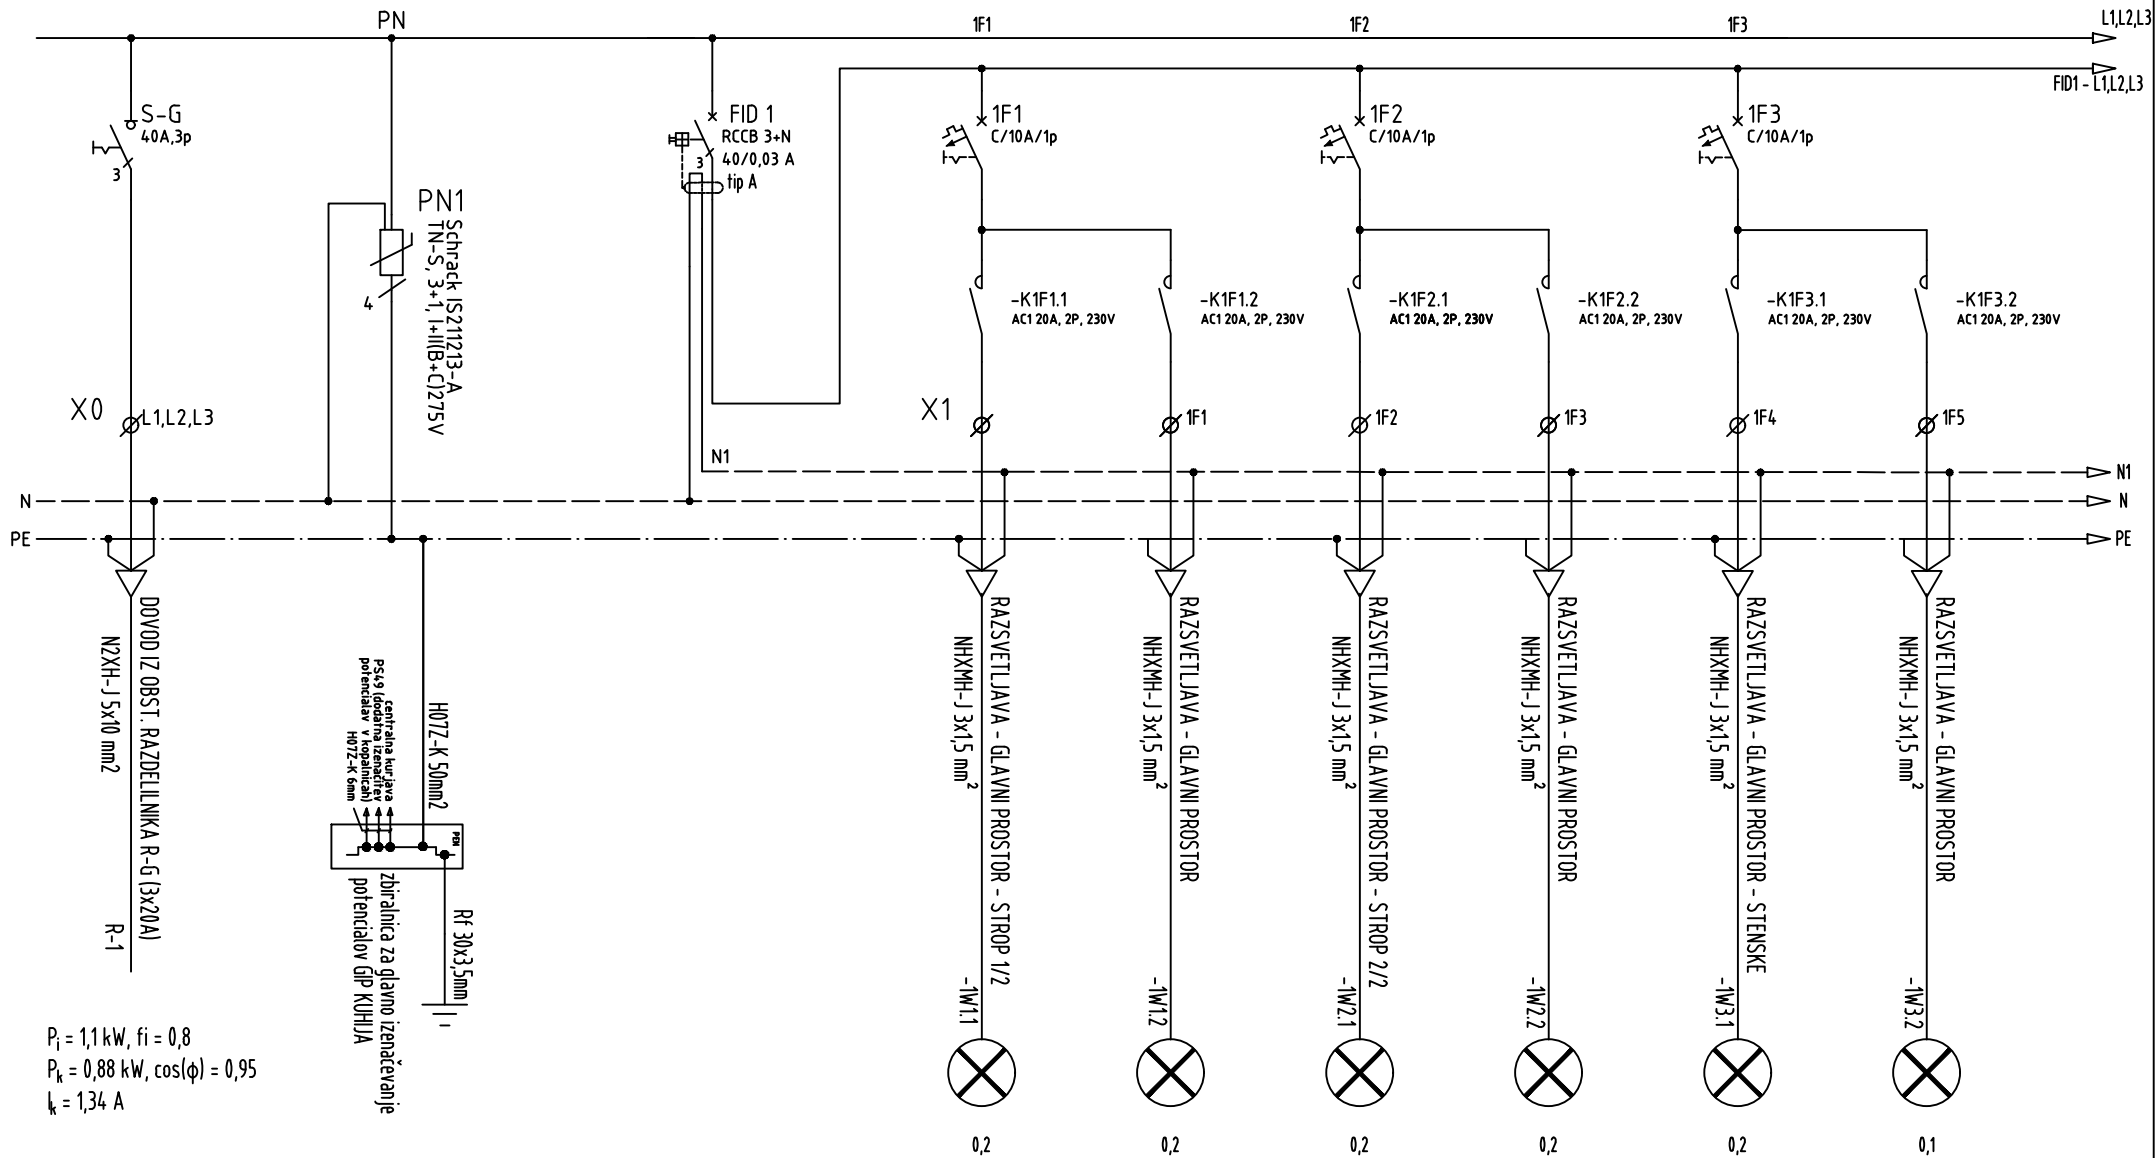 PN
1F1
1F2
1F3
L1,L2,L3
FID1 - L1,L2,L3
S-G
40A,3p
3
FID 1
RCCB 3+N
40/0,03 A
tip A
3
1F1
C/10A/1p
1F2
C/10A/1p
1F3
C/10A/1p
PN1
Schrack IS211213-A
TN-S, 3+1, I+II(B+C)275V
4
-K1F1.1
AC1 20A, 2P, 230V
-K1F1.2
AC1 20A, 2P, 230V
-K1F2.1
AC1 20A, 2P, 230V
-K1F2.2
AC1 20A, 2P, 230V
-K1F3.1
AC1 20A, 2P, 230V
-K1F3.2
AC1 20A, 2P, 230V
X0
L1,L2,L3
X1
1F1
1F2
1F3
1F4
1F5
N1
N1
N
N
PE
PE
DOVOD IZ OBST. RAZDELILNIKA R-G (3x20A)
N2XH-J 5x10 mm2
R-1
H07Z-K 50mm2
centralna kurjava
PS49 (dodatna izenačitev
potencialav v kopalnicah)
H07Z-K 6mm
PEN
zbiralnica za glavno izenačevanje
potencialov GIP KUHIJA
Rf 30x3,5mm
RAZSVETLJAVA - GLAVNI PROSTOR - STROP 1/2
NHXMH-J 3x1,5 mm²
-1W1.1
RAZSVETLJAVA - GLAVNI PROSTOR
NHXMH-J 3x1,5 mm²
-1W1.2
RAZSVETLJAVA - GLAVNI PROSTOR - STROP 2/2
NHXMH-J 3x1,5 mm²
-1W2.1
RAZSVETLJAVA - GLAVNI PROSTOR
NHXMH-J 3x1,5 mm²
-1W2.2
RAZSVETLJAVA - GLAVNI PROSTOR - STENSKE
NHXMH-J 3x1,5 mm²
-1W3.1
RAZSVETLJAVA - GLAVNI PROSTOR
NHXMH-J 3x1,5 mm²
-1W3.2
Pi = 1,1 kW, fi = 0,8
Pk = 0,88 kW, cos(φ) = 0,95
Ik = 1,34 A
0,2
0,2
0,2
0,2
0,2
0,1